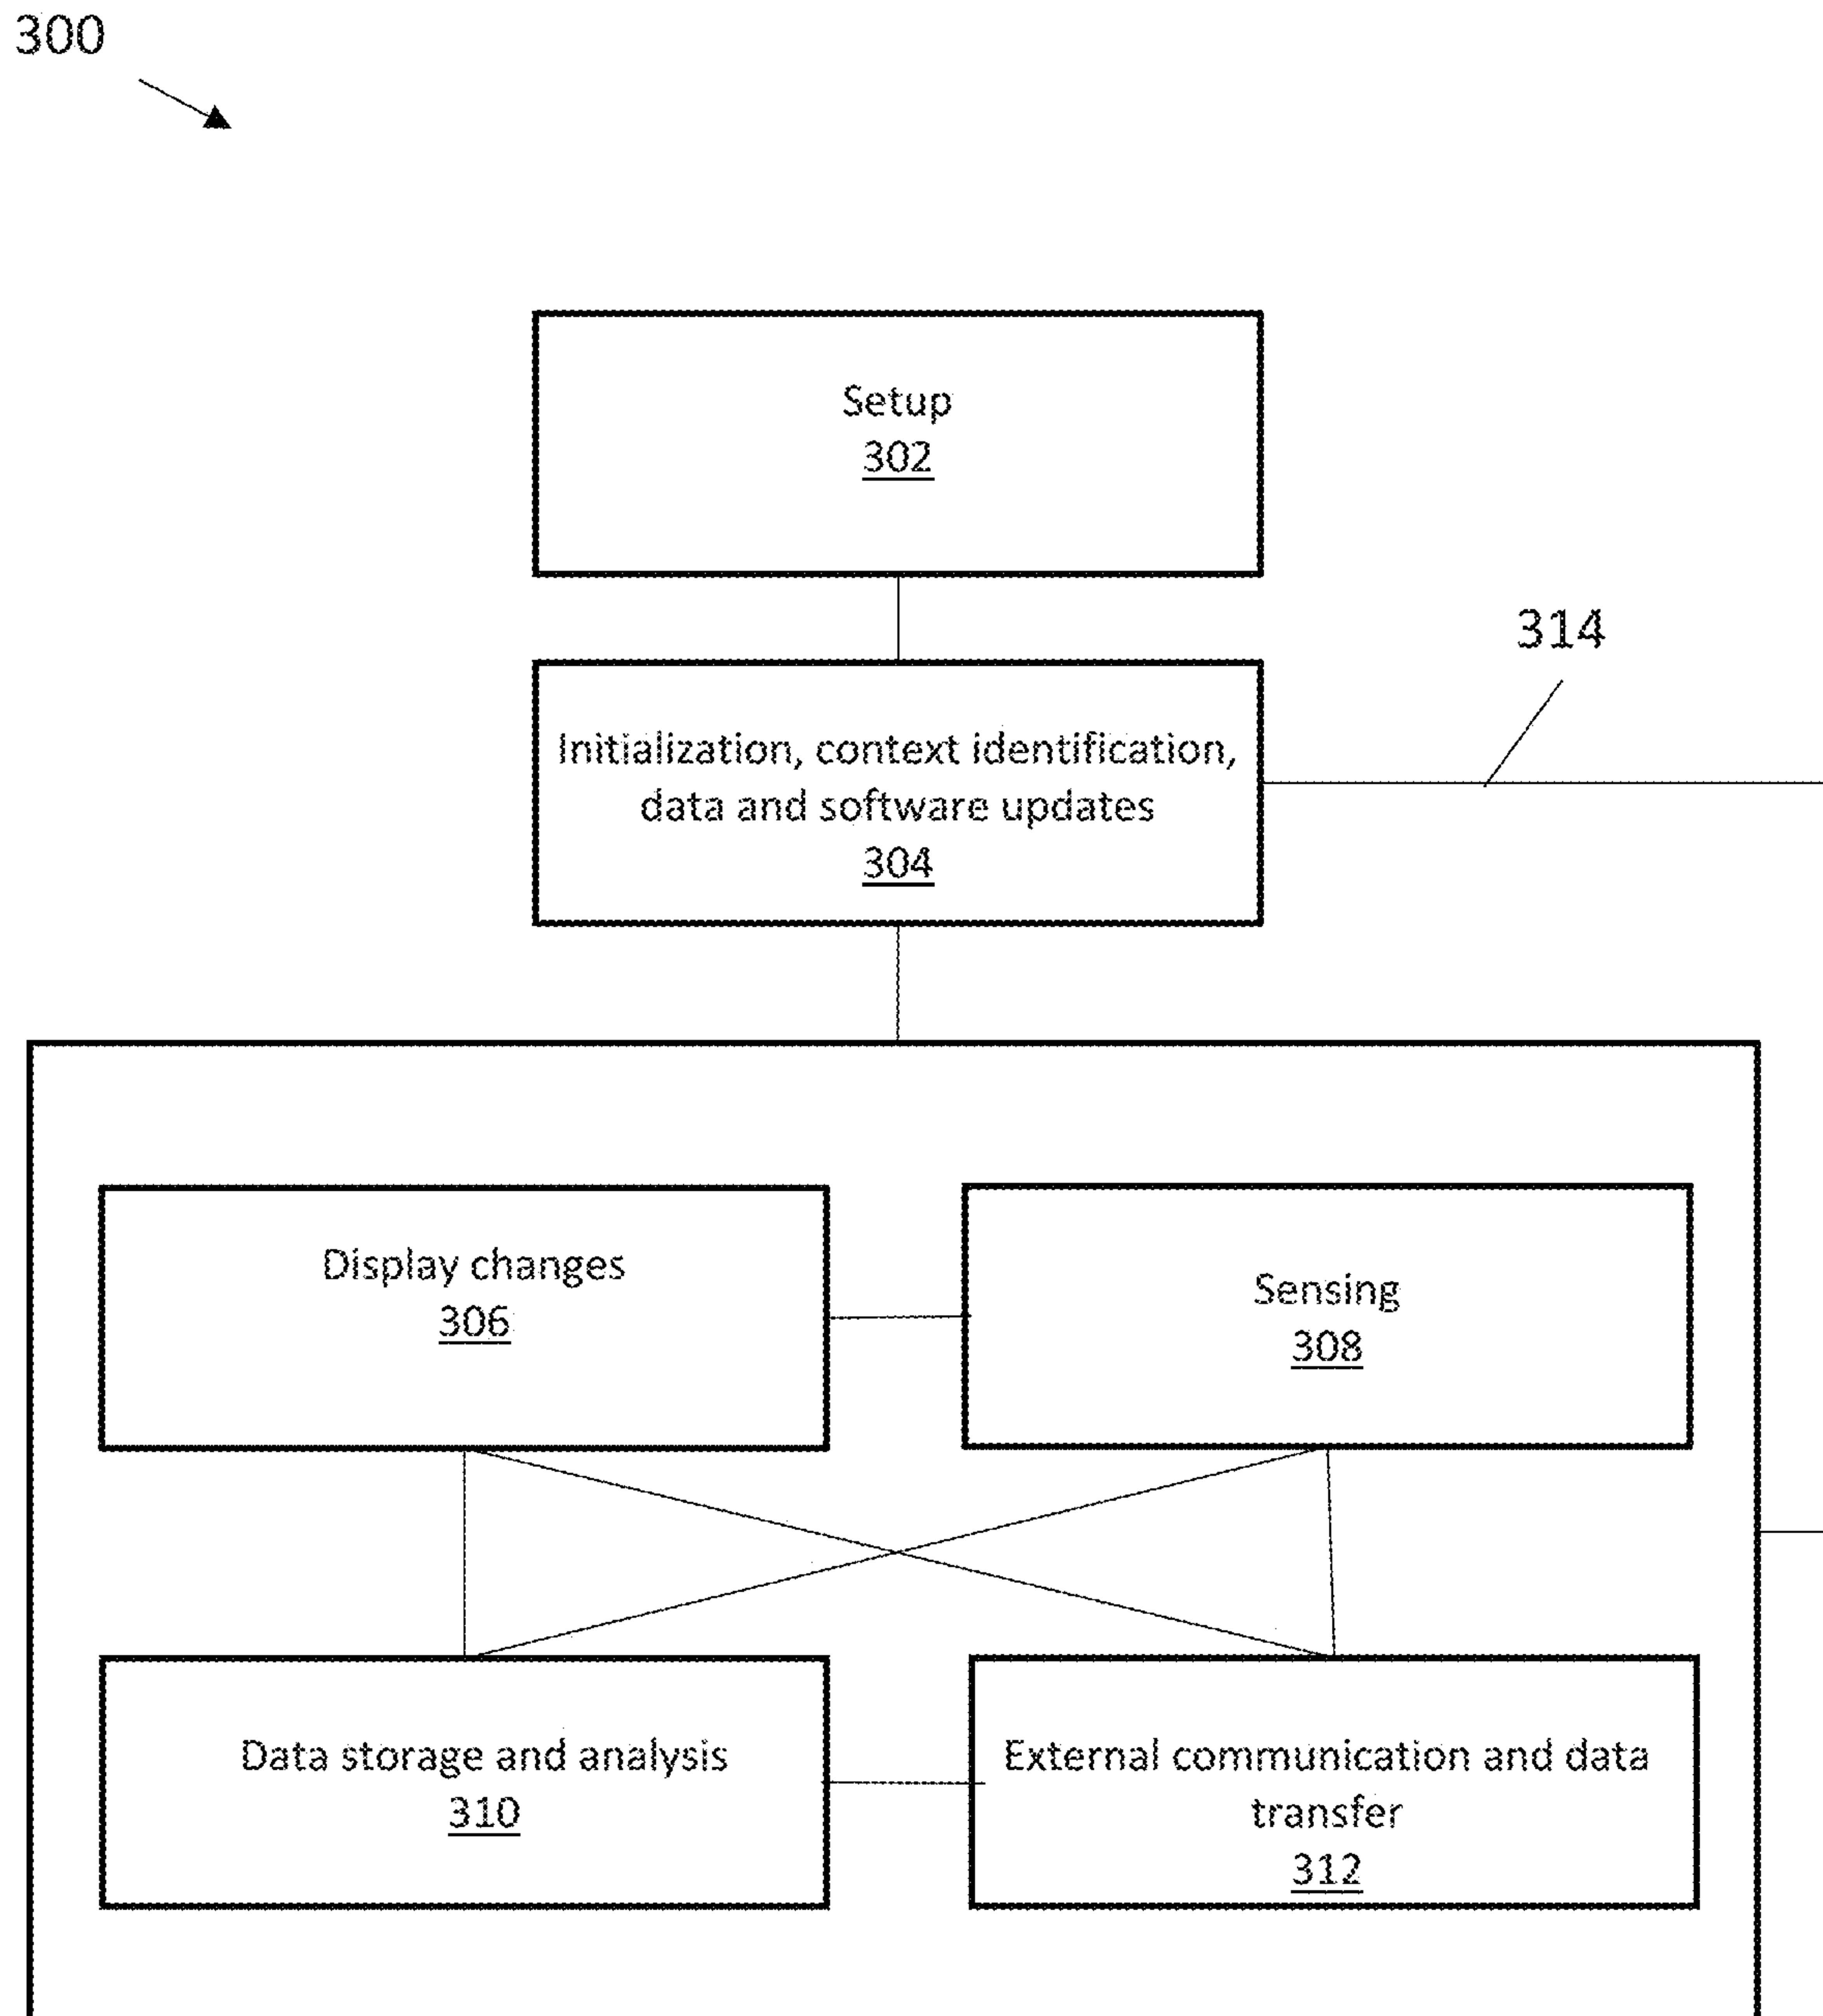 300
Setup
302
314
Initialization, context identification,
data and software updates
304
Display changes
306
Sensing
308
Data storage and analysis
310
External communication and data
transfer
312